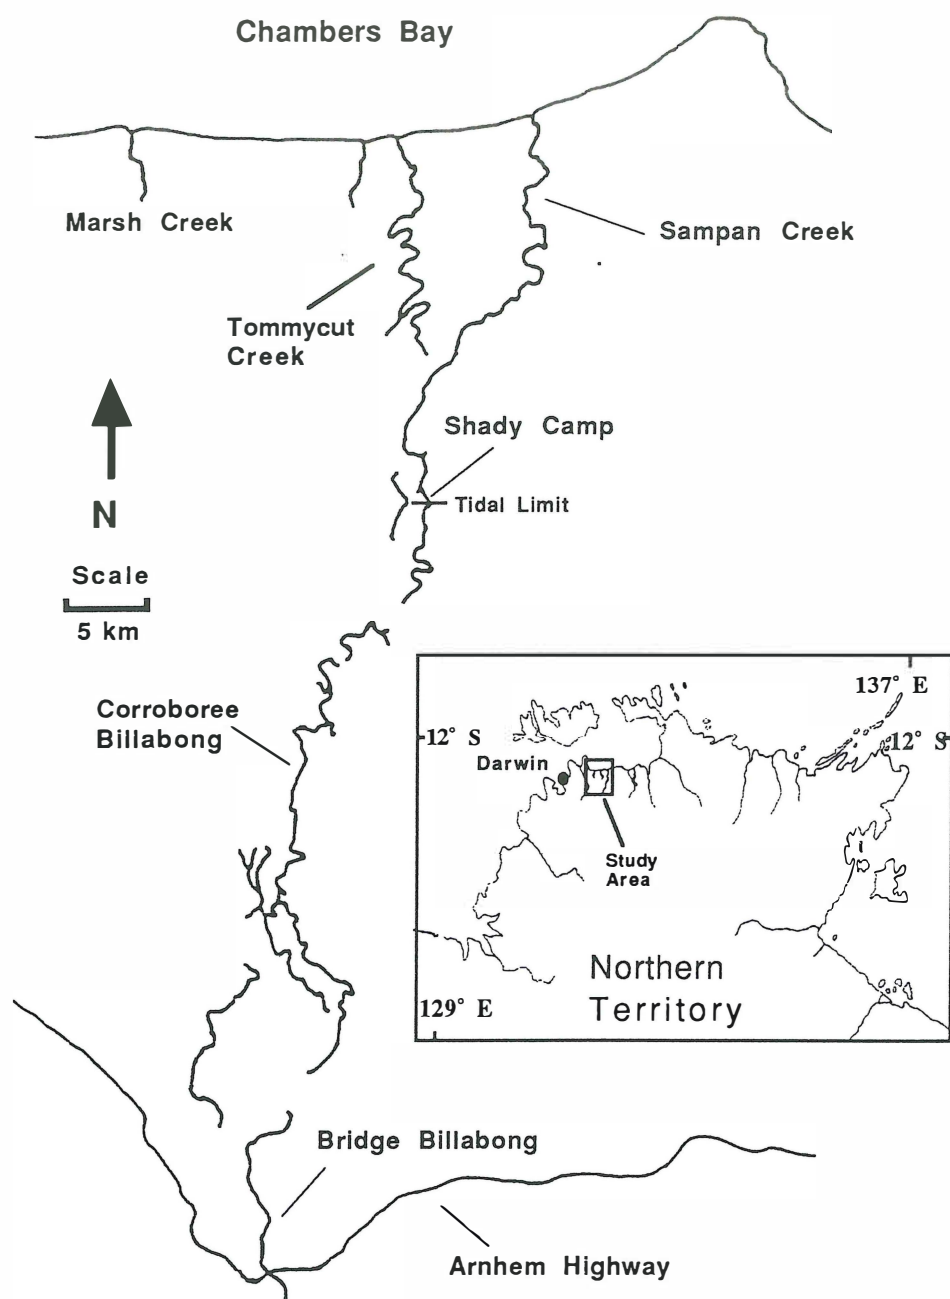 Chambers Bay
Marsh Creek
Sampan Creek
Tommycut
Creek
Shady Camp
Tidal Limit
N
Scale
5 km
Corroboree
Billabong
137° E
12° S
12° S
Darwin
Study
Area
Northern
Territory
129° E
Bridge Billabong
Arnhem Highway